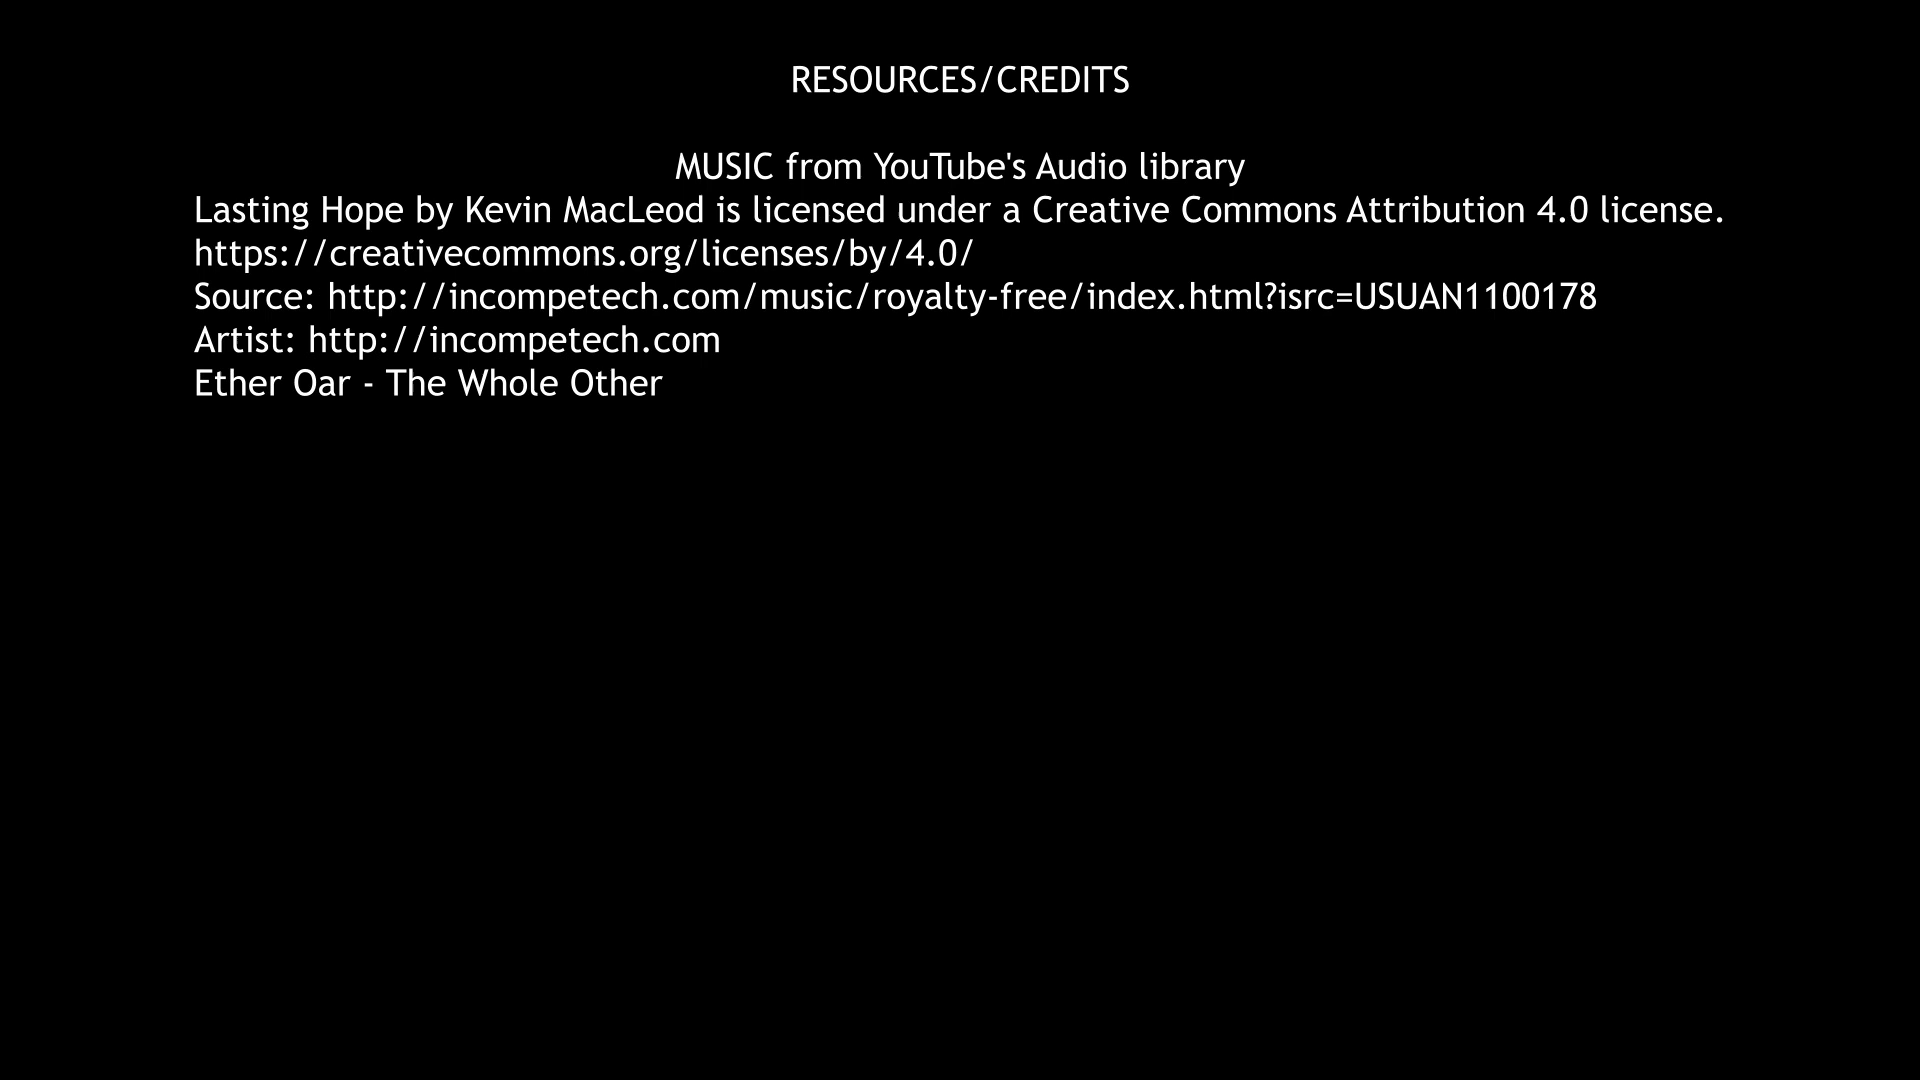 RESOURCES/CREDITS
MUSIC from YouTube's Audio library
Lasting Hope by Kevin MacLeod is licensed under a Creative Commons Attribution 4.0 license.
https://creativecommons.org/licenses/by/4.0/
Source: http://incompetech.com/music/royalty-free/index.html?isrc=USUAN1100178
Artist: http://incompetech.com
Ether Oar - The Whole Other